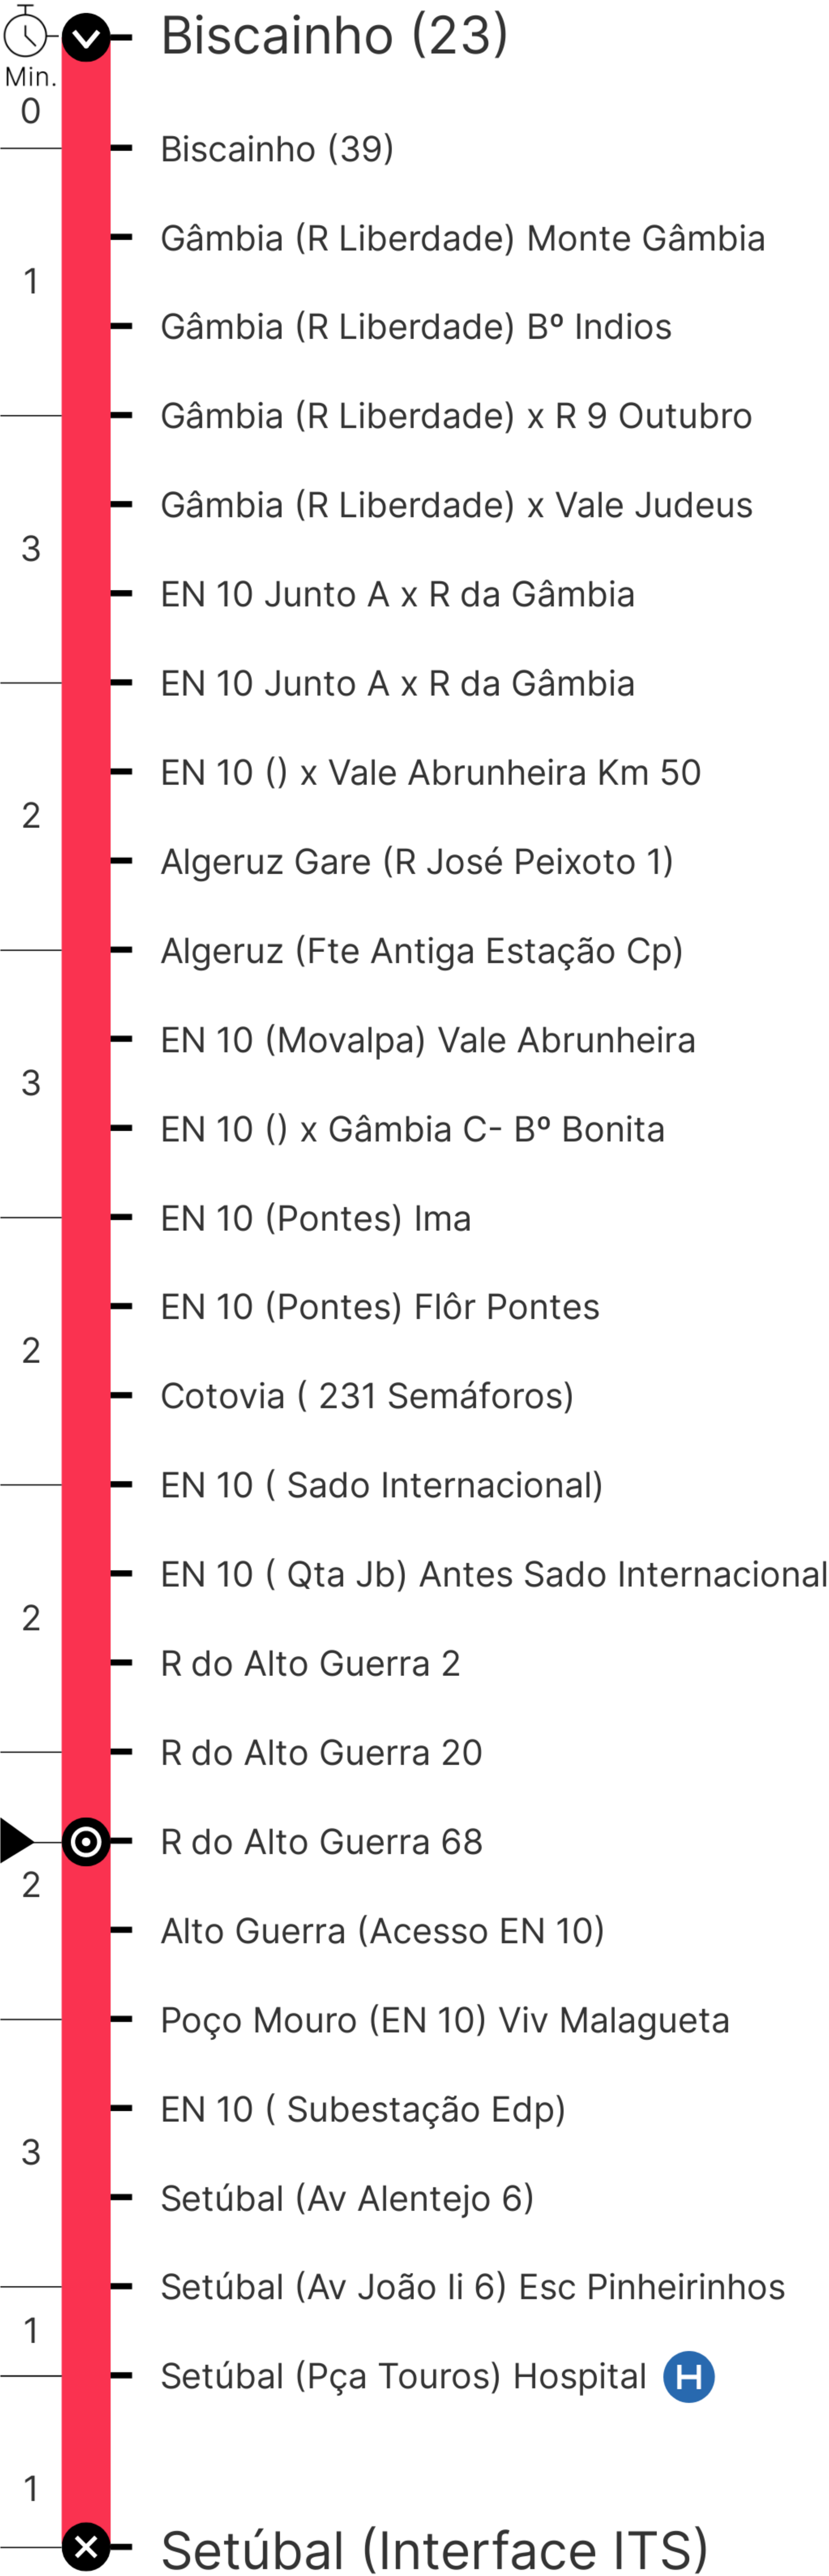 Biscainho (23)
Min.
0
Biscainho (39)
Gâmbia (R Liberdade) Monte Gâmbia
1
Gâmbia (R Liberdade) Bº Indios
Gâmbia (R Liberdade) x R 9 Outubro
Gâmbia (R Liberdade) x Vale Judeus
3
EN 10 Junto A x R da Gâmbia
EN 10 Junto A x R da Gâmbia
EN 10 () x Vale Abrunheira Km 50
2
Algeruz Gare (R José Peixoto 1)
Algeruz (Fte Antiga Estação Cp)
EN 10 (Movalpa) Vale Abrunheira
3
EN 10 () x Gâmbia C- Bº Bonita
EN 10 (Pontes) Ima
EN 10 (Pontes) Flôr Pontes
2
Cotovia ( 231 Semáforos)
EN 10 ( Sado Internacional)
EN 10 ( Qta Jb) Antes Sado Internacional
2
R do Alto Guerra 2
R do Alto Guerra 20
R do Alto Guerra 68
2
Alto Guerra (Acesso EN 10)
Poço Mouro (EN 10) Viv Malagueta
EN 10 ( Subestação Edp)
3
Setúbal (Av Alentejo 6)
Setúbal (Av João Ii 6) Esc Pinheirinhos
1
Setúbal (Pça Touros) Hospital H
1
Setúbal (Interface ITS)